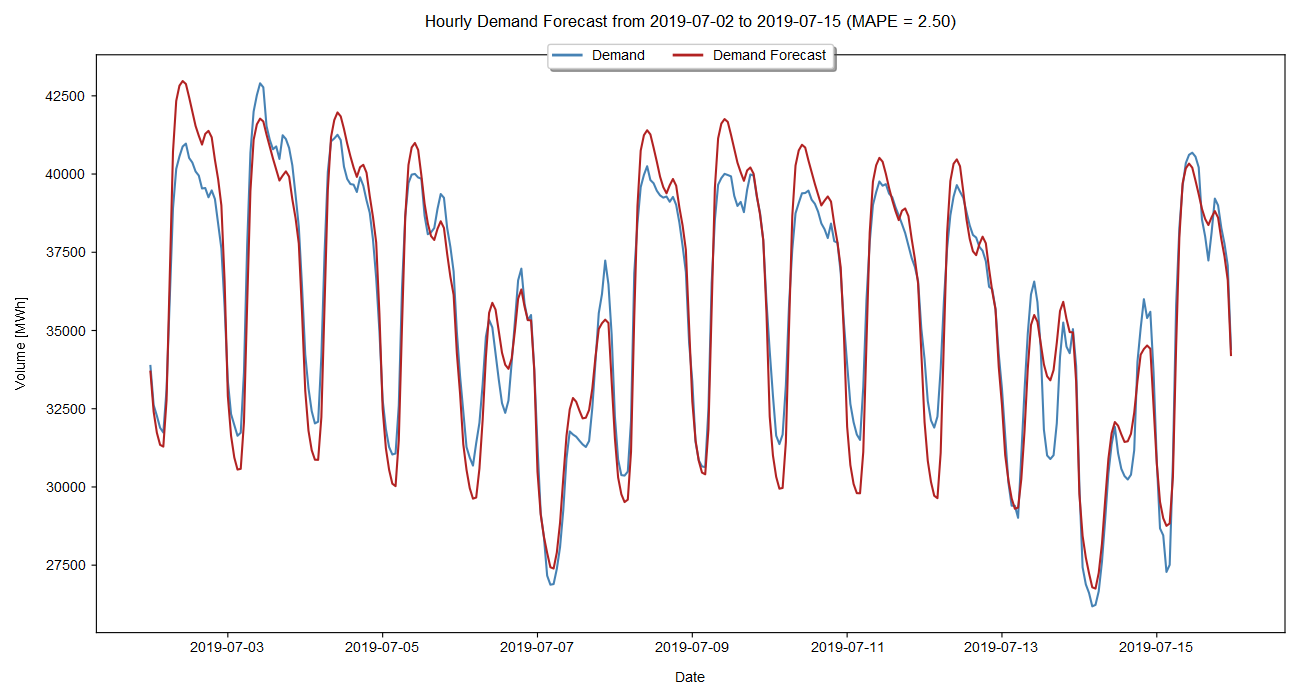 Hourly Demand Forecast from 2019-07-02 to 2019-07-15 (MAPE = 2.50)
Demand
Demand Forecast
42500
40000
37500
35000
32500
30000
27500
Volume [MWh]
2019-07-03
2019-07-05
2019-07-07
2019-07-09
2019-07-11
2019-07-13
2019-07-15
Date